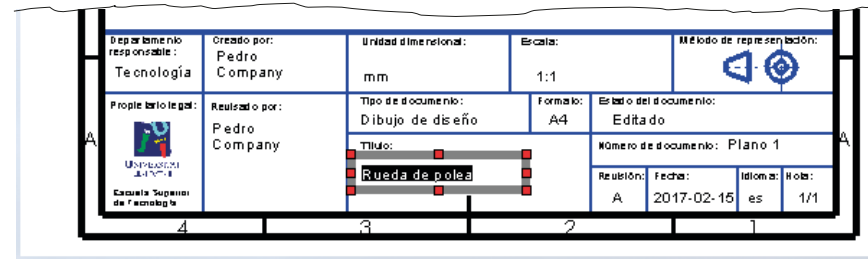 Departamento responsable:
Tecnología
Creado por:
Pedro
Company
Unidad dimensional:
mm
Escala:
1:1
Método de representación:
Propietario legal:
UNIVERSITAT
JAUME I
Escuela Superior
de Tecnología
Revisado por:
Pedro
Company
Tipo de documento:
Dibujo de diseño
Formato:
A4
Estado del documento:
Editado
Título:
Rueda de polea
Número de documento: Plano 1
Revisión:
A
Fecha:
2017-02-15
Idioma:
es
Hoja:
1/1
A
A
4
3
2
1